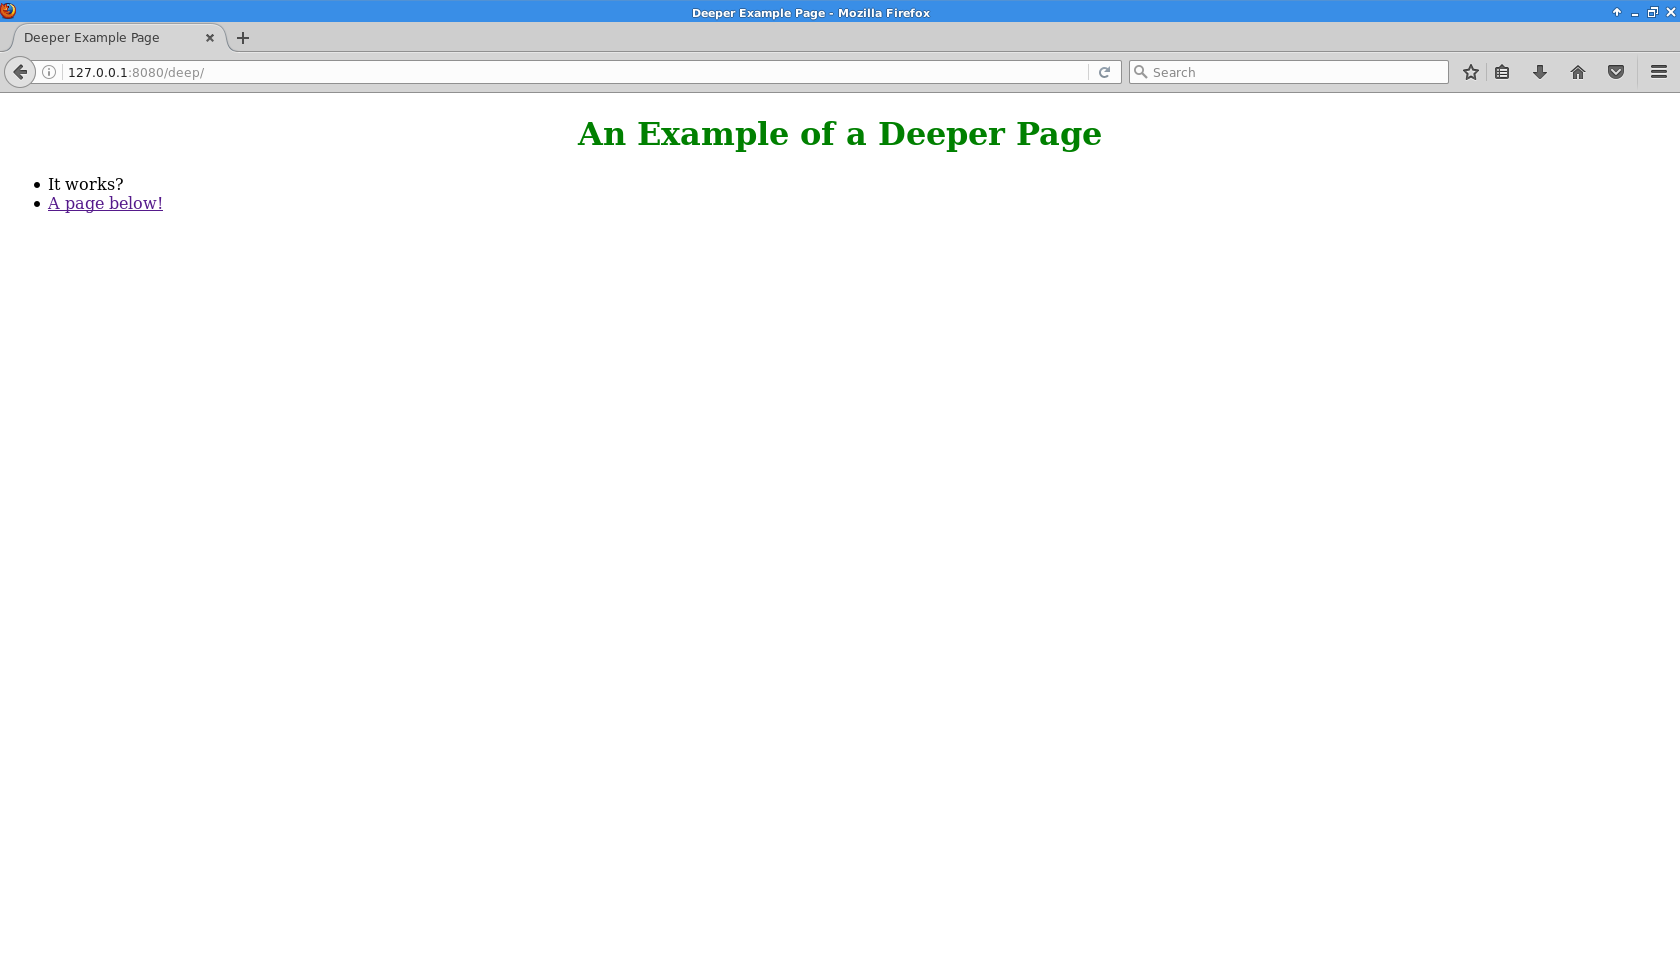 Deeper Example Page - Mozilla Firefox
Deeper Example Page
127.0.0.1:8080/deep/
Search
An Example of a Deeper Page
It works?
A page below!